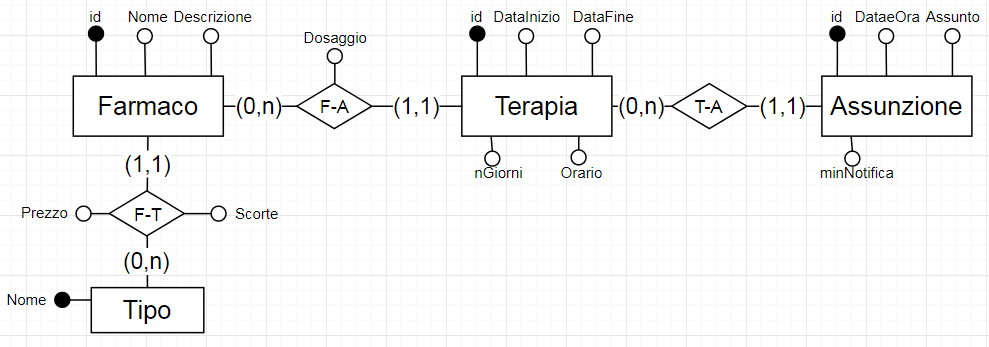 id Nome Descrizione
id DataInizio DataFine
id DataeOra Assunto
Dosaggio
Farmaco (0,n) F-A (1,1) Terapia (0,n) T-A (1,1) Assunzione
nGiorni Orario
minNotifica
(1,1)
Prezzo F-T Scorte
(0,n)
Nome Tipo